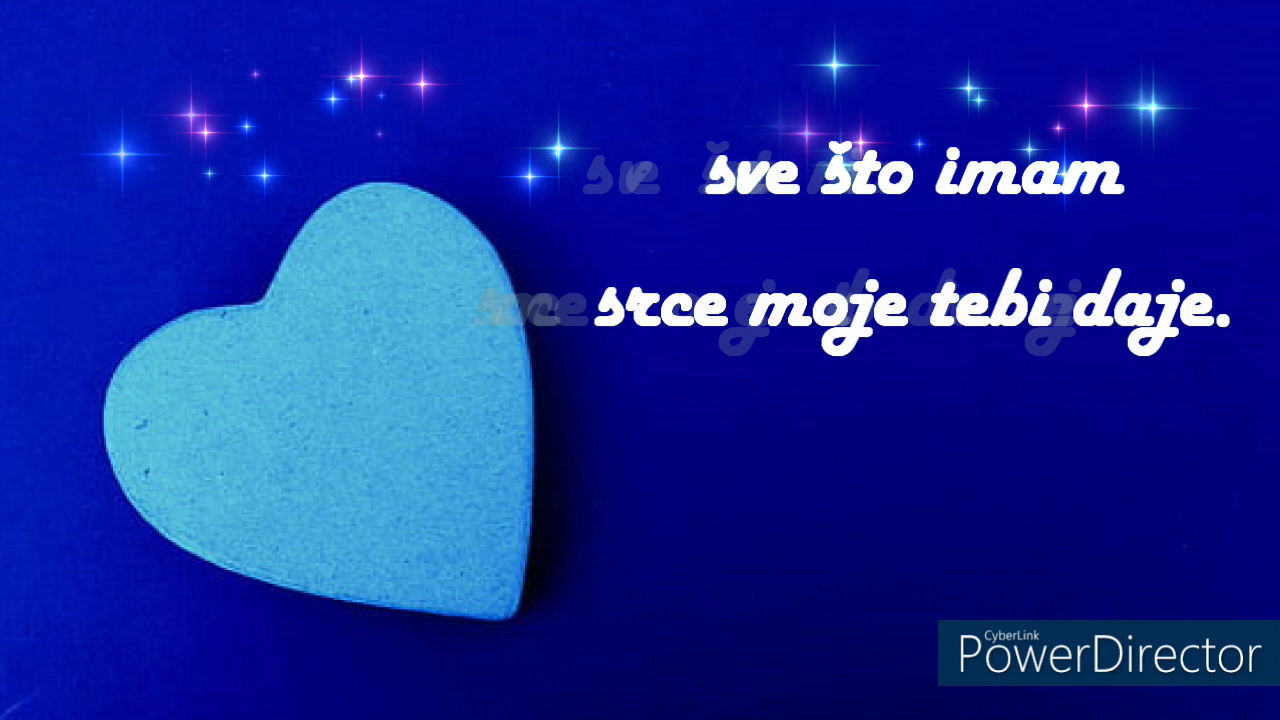 sve što imam
srce moje tebi daje.
CyberLink
PowerDirector